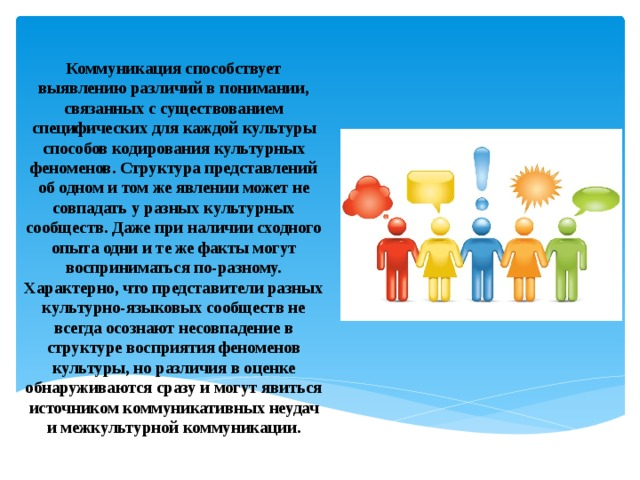 Коммуникация способствует
выявлению различий в понимании,
связанных с существованием
специфических для каждой культуры
способов кодирования культурных
феноменов. Структура представлений
об одном и том же явлении может не
совпадать у разных культурных
сообществ. Даже при наличии сходного
опыта одни и те же факты могут
восприниматься по-разному.
Характерно, что представители разных
культурно-языковых сообществ не
всегда осознают несовпадение в
структуре восприятия феноменов
культуры, но различия в оценке
обнаруживаются сразу и могут явиться
источником коммуникативных неудач
и межкультурной коммуникации.